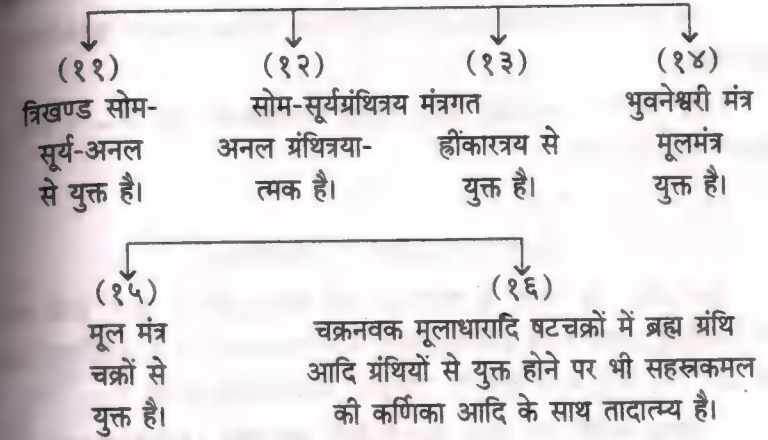 (११) (१२) (१३) (१४)
त्रिखण्ड सोम- सोम-सूर्यग्रंथित्रय मंत्रगत भुवनेश्वरी मंत्र
सूर्य-अनल अनल ग्रंथित्रया- ह्रींकारत्रय से मूलमंत्र
से युक्त है। त्मक है। युक्त है। युक्त है।
(१५) (१६)
मूल मंत्र चक्रनवक मूलाधारादि षटचक्रों में ब्रह्म ग्रंथि
चक्रों से आदि ग्रंथियों से युक्त होने पर भी सहस्रकमल
युक्त है। की कर्णिका आदि के साथ तादात्म्य है।